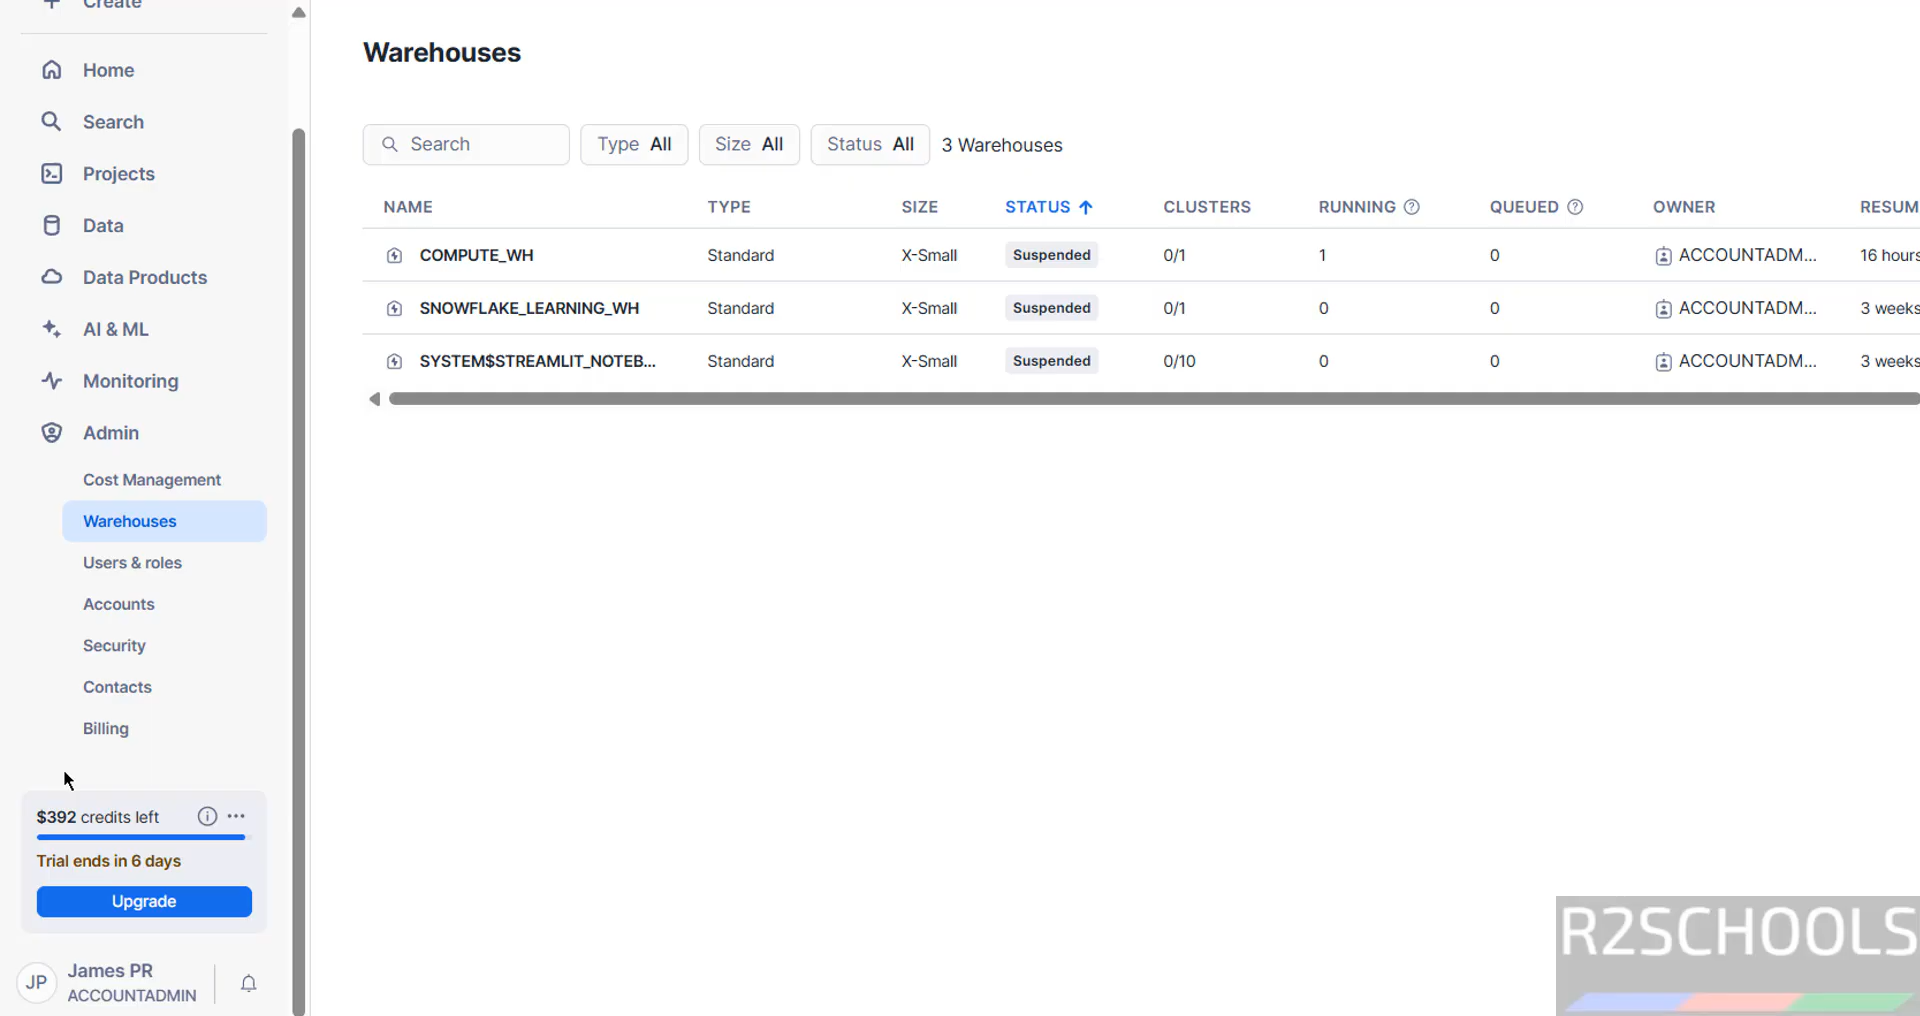 Create
Home
Search
Projects
Data
Data Products
AI & ML
Monitoring
Admin
Cost Management
Warehouses
Users & roles
Accounts
Security
Contacts
Billing
$392 credits left
Trial ends in 6 days
Upgrade
JP
James PR
ACCOUNTADMIN
Warehouses
Search
Type All
Size All
Status All
3 Warehouses
NAME TYPE SIZE STATUS CLUSTERS RUNNING QUEUED OWNER RESUM
COMPUTE_WH Standard X-Small Suspended 0/1 1 0 ACCOUNTADM... 16 hours
SNOWFLAKE_LEARNING_WH Standard X-Small Suspended 0/1 0 0 ACCOUNTADM... 3 weeks
SYSTEM$STREAMLIT_NOTEB... Standard X-Small Suspended 0/10 0 0 ACCOUNTADM... 3 weeks
R2SCHOOLS